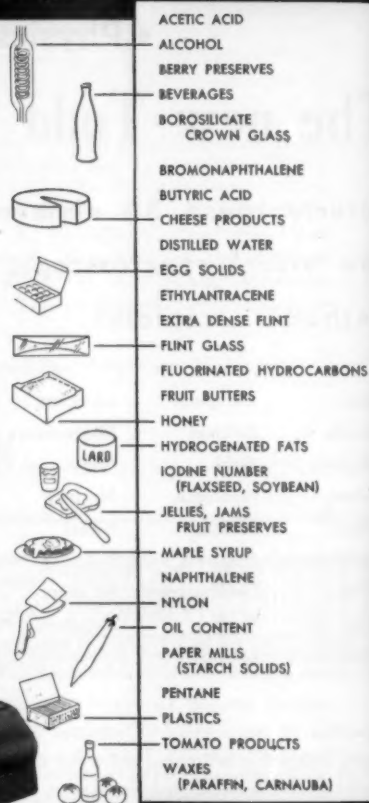 ACETIC ACID
ALCOHOL
BERRY PRESERVES
BEVERAGES
BOROSILICATE
CROWN GLASS
BROMONAPHTHALENE
BUTYRIC ACID
CHEESE PRODUCTS
DISTILLED WATER
EGG SOLIDS
ETHYLANTRACENE
EXTRA DENSE FLINT
FLINT GLASS
FLUORINATED HYDROCARBONS
FRUIT BUTTERS
HONEY
LARD
HYDROGENATED FATS
IODINE NUMBER
(FLAXSEED, SOYBEAN)
JELLIES, JAMS
FRUIT PRESERVES
MAPLE SYRUP
NAPHTHALENE
NYLON
OIL CONTENT
PAPER MILLS
(STARCH SOLIDS)
PENTANE
PLASTICS
TOMATO PRODUCTS
WAXES
(PARAFFIN, CARNAUBA)